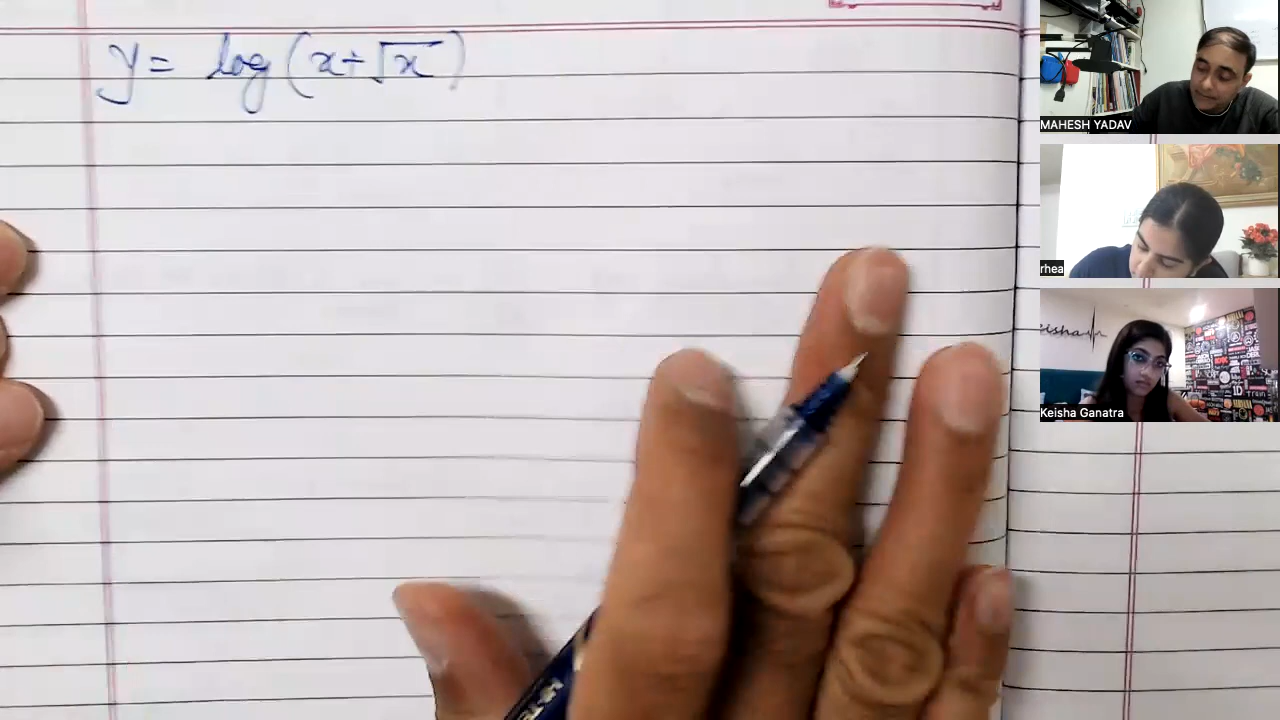 y = log(x+√x)
MAHESH YADAV
rhea
Keisha Ganatra